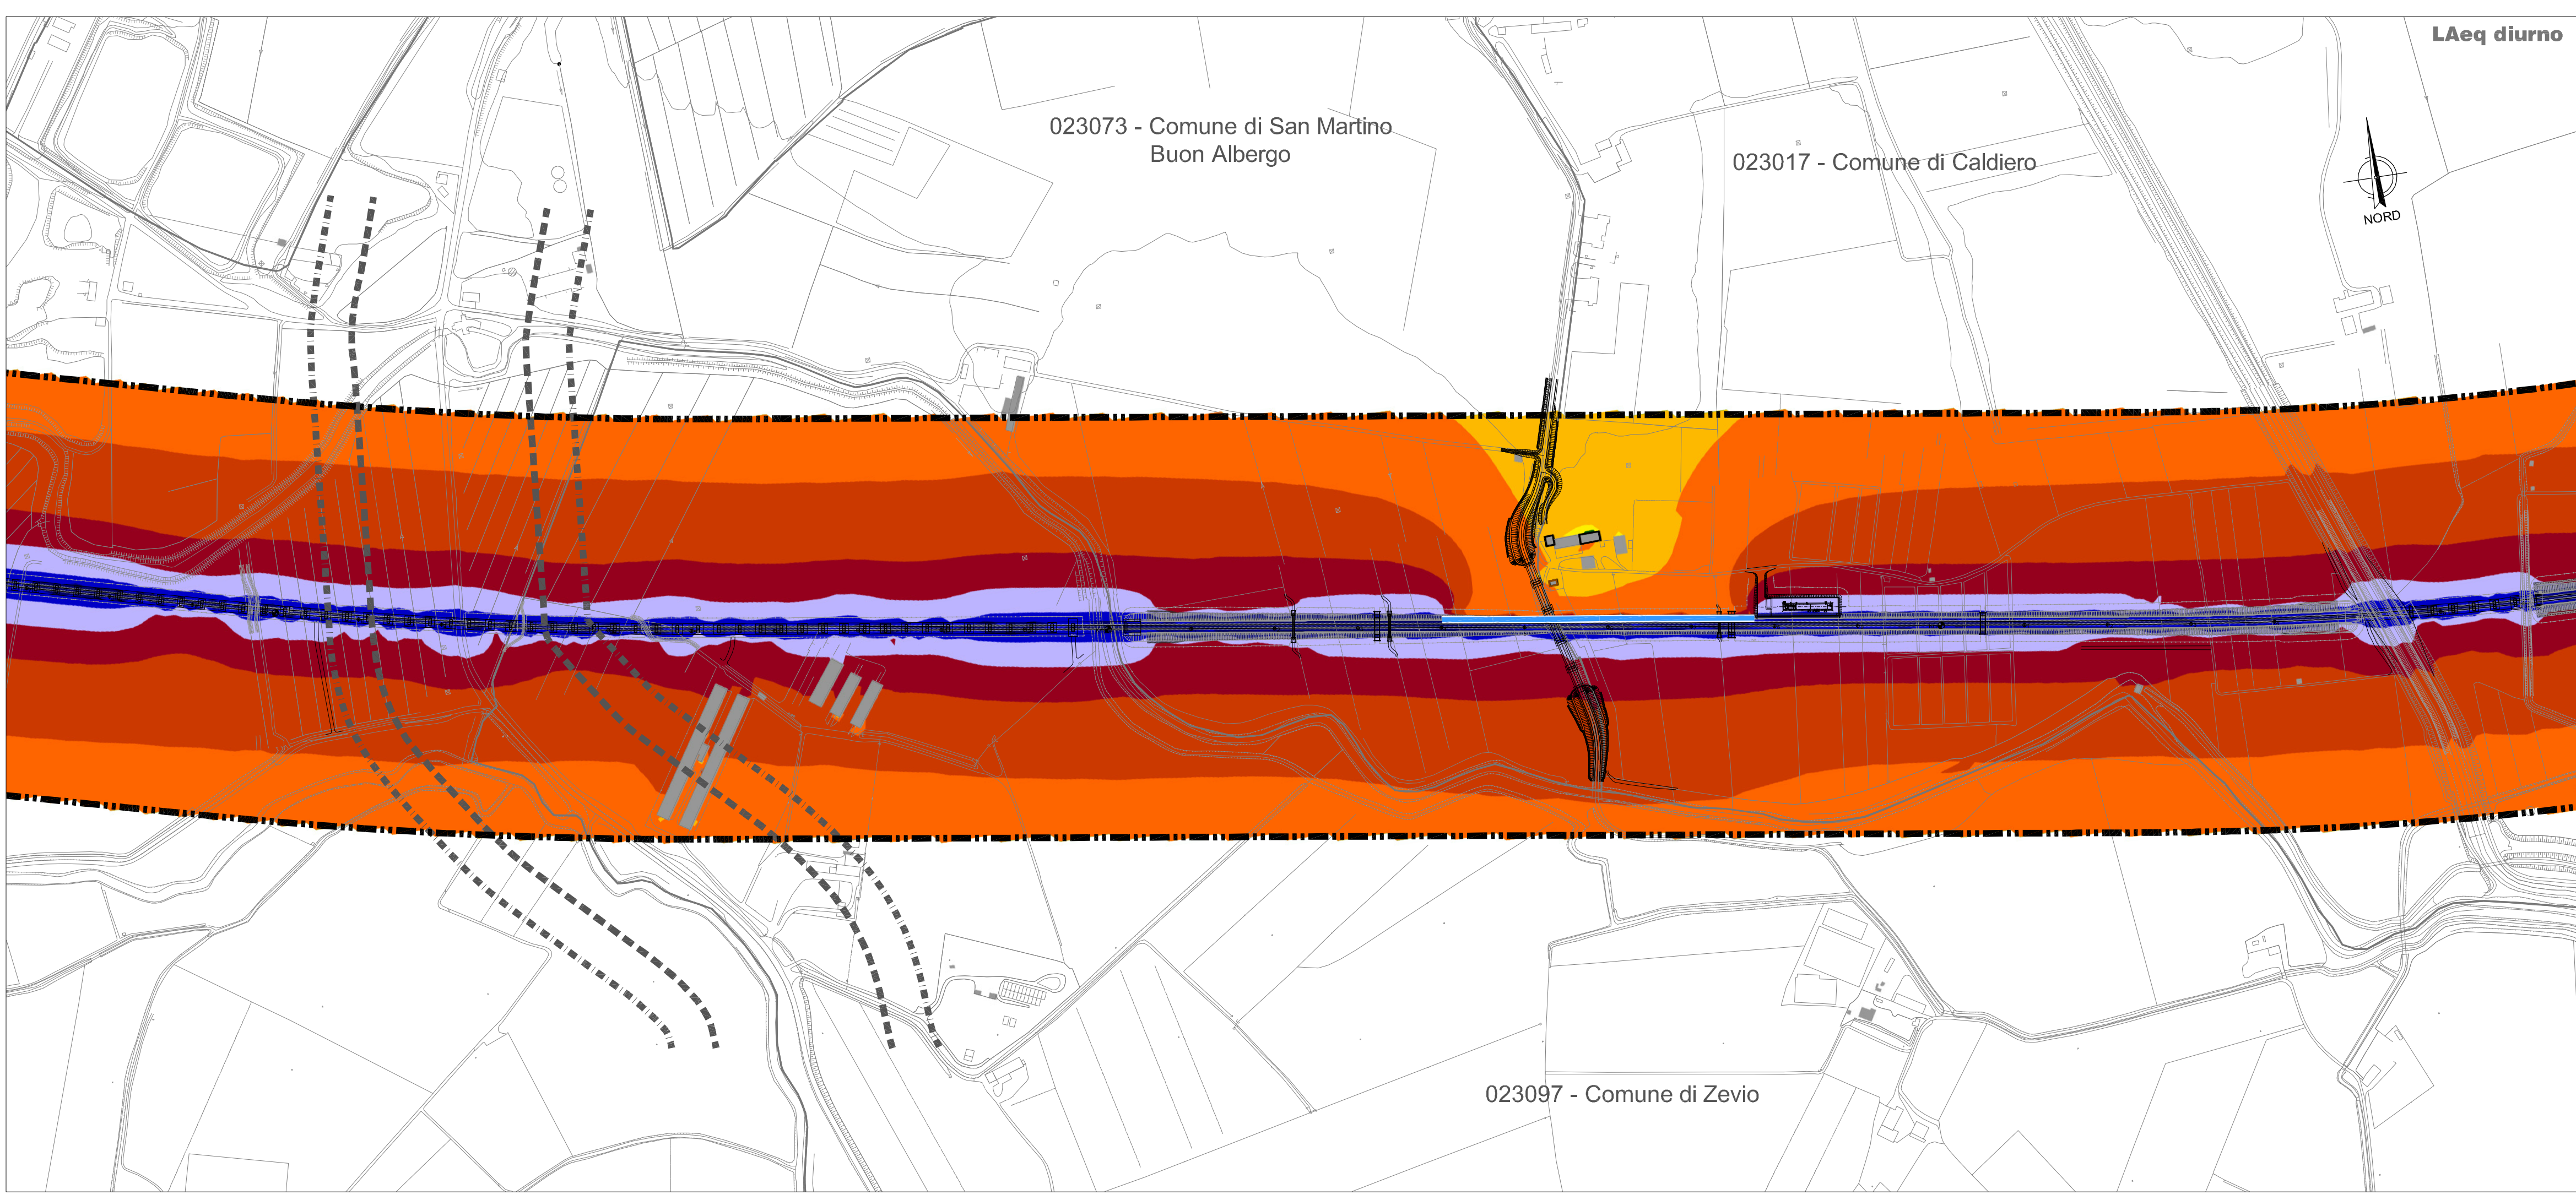 LAeq diurno
023073 - Comune di San Martino
Buon Albergo
023017 - Comune di Caldiero
NORD
023097 - Comune di Zevio